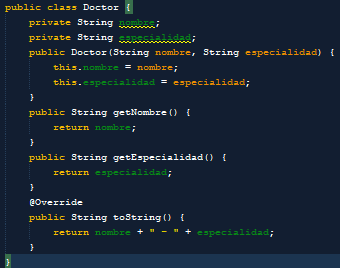 public class Doctor {
    private String nombre;
    private String especialidad;
    public Doctor(String nombre, String especialidad) {
        this.nombre = nombre;
        this.especialidad = especialidad;
    }
    public String getNombre() {
        return nombre;
    }
    public String getEspecialidad() {
        return especialidad;
    }
    @Override
    public String toString() {
        return nombre + " - " + especialidad;
    }
}